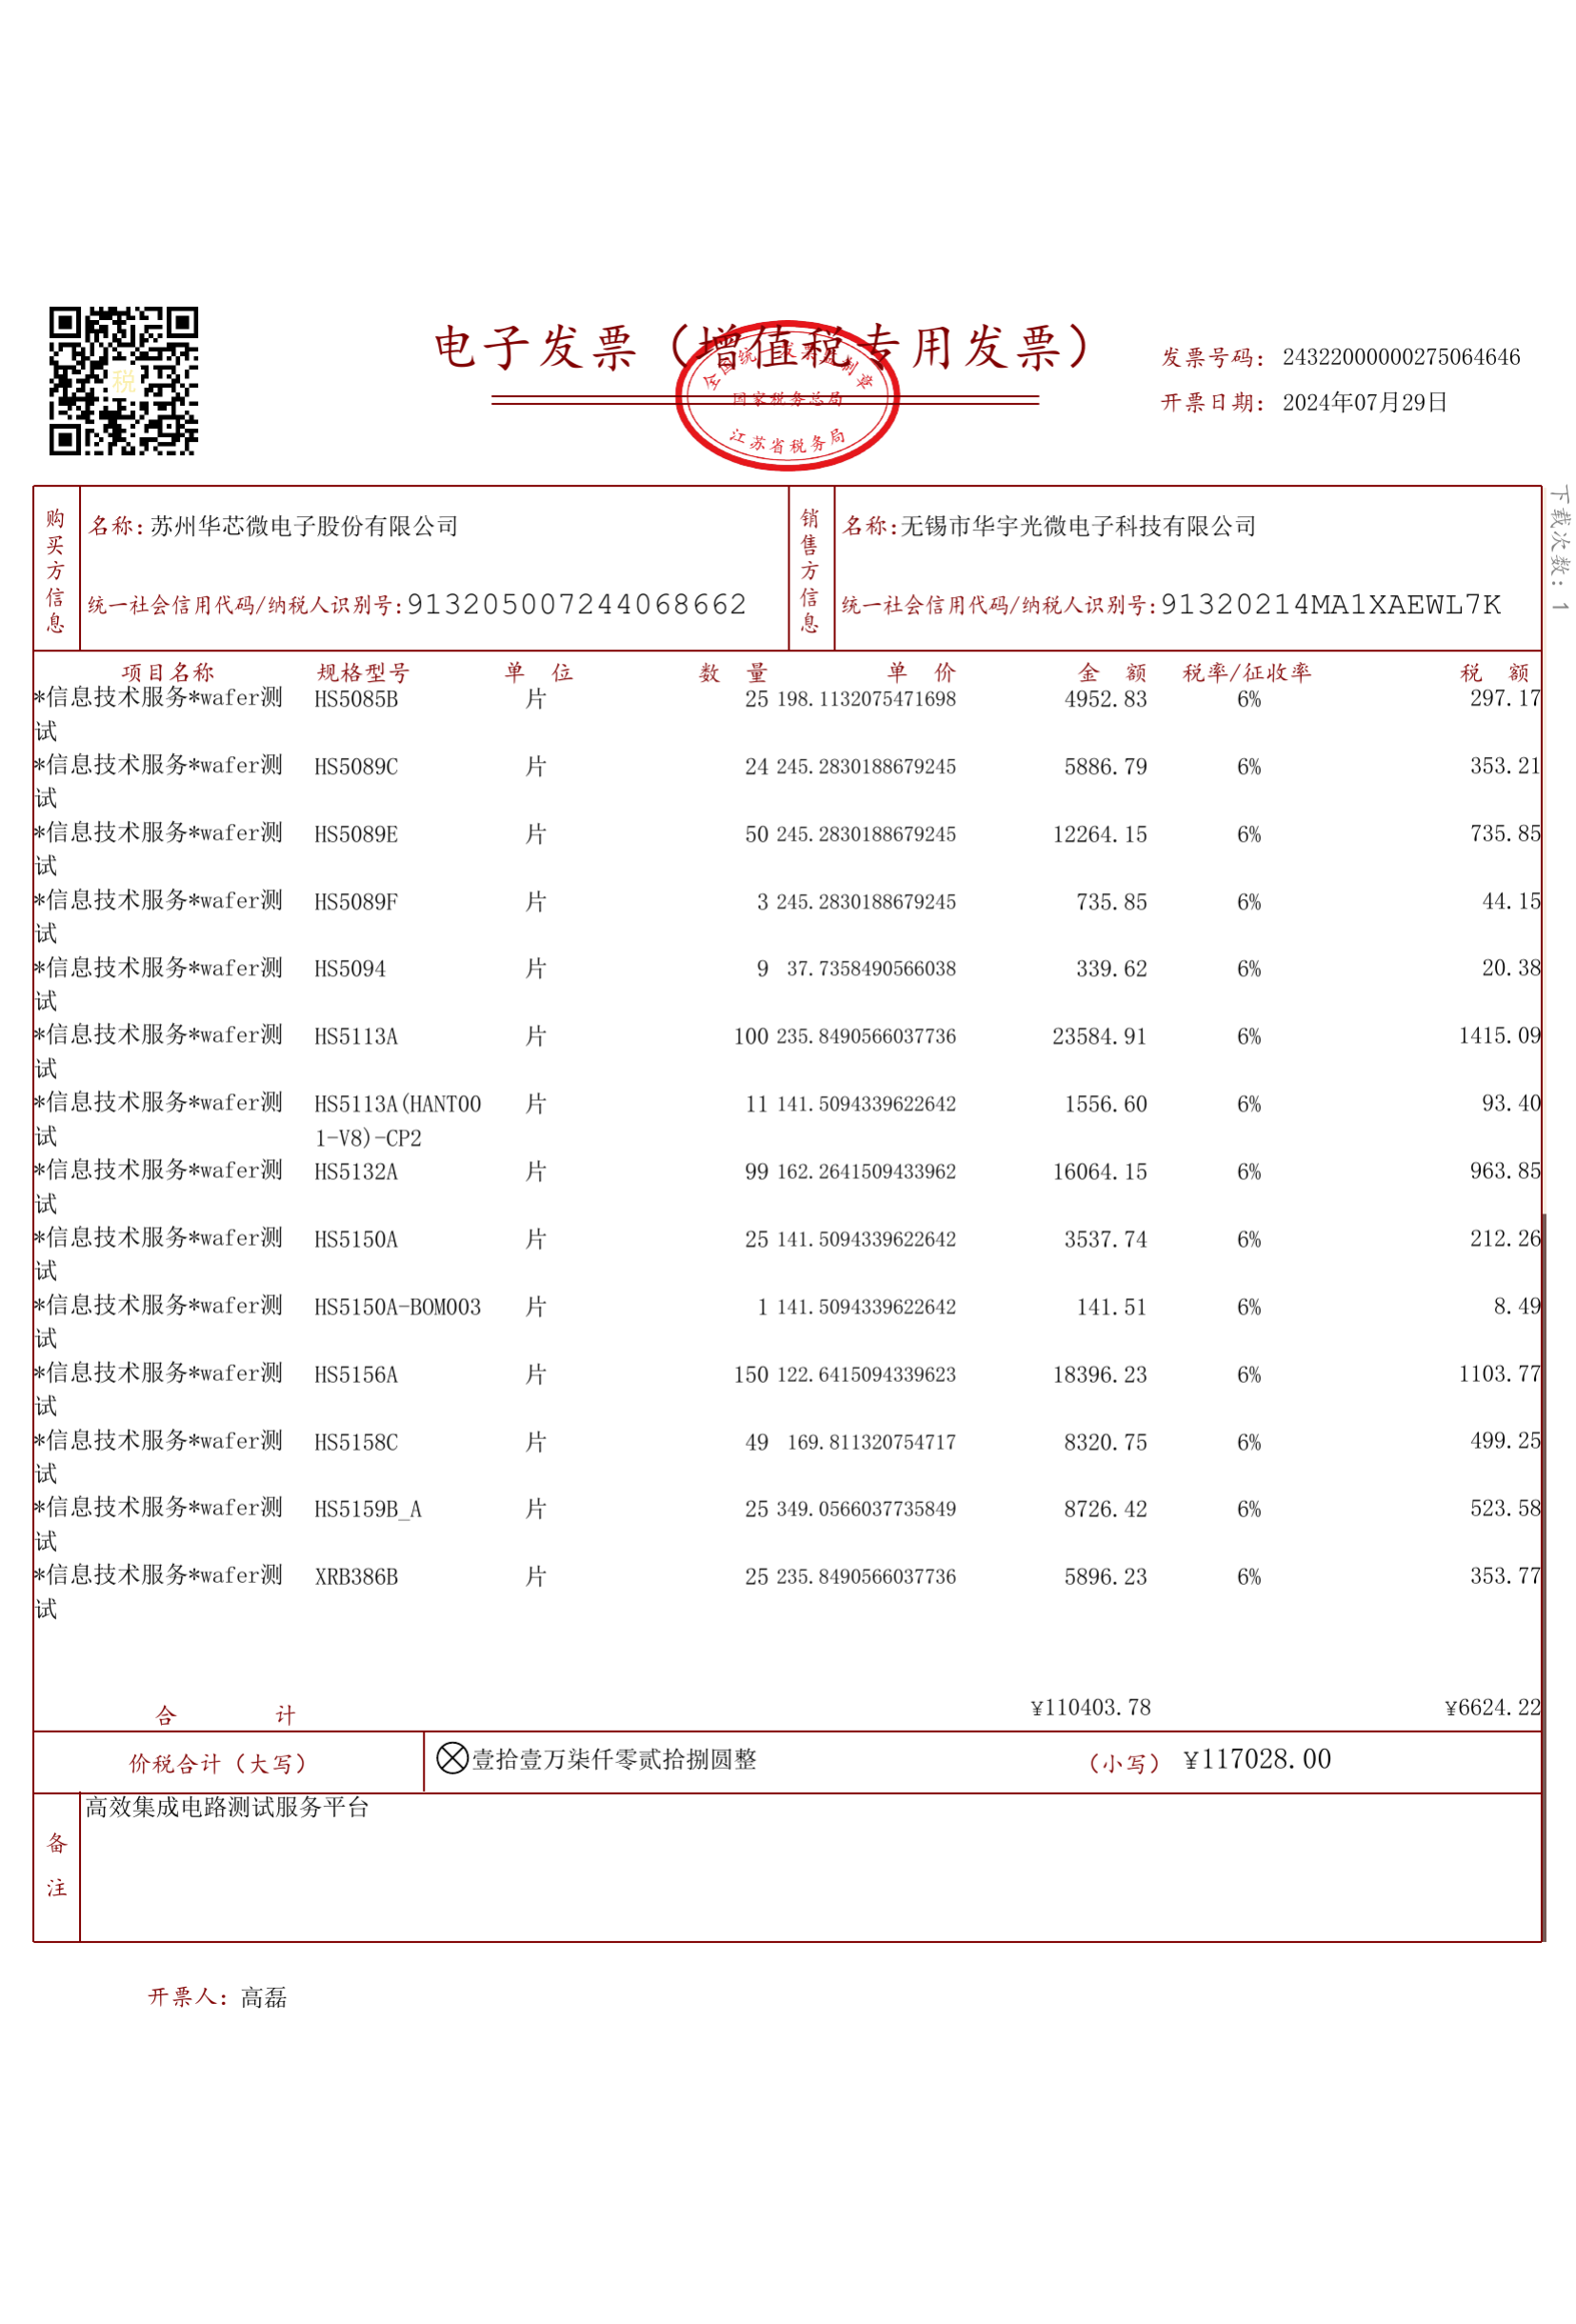 电子发票（增值税专用发票）
全国统一发票监制章
国家税务总局
江苏省税务局
税
发票号码：24322000000275064646
开票日期：2024年07月29日
下载次数：1
购买方信息
名称：苏州华芯微电子股份有限公司
统一社会信用代码/纳税人识别号：913205007244068662
销售方信息
名称：无锡市华宇光微电子科技有限公司
统一社会信用代码/纳税人识别号：91320214MA1XAEWL7K
项目名称 规格型号 单 位 数 量 单 价 金 额 税率/征收率 税 额
*信息技术服务*wafer测 HS5085B 片 25 198.1132075471698 4952.83 6% 297.17
试
*信息技术服务*wafer测 HS5089C 片 24 245.2830188679245 5886.79 6% 353.21
试
*信息技术服务*wafer测 HS5089E 片 50 245.2830188679245 12264.15 6% 735.85
试
*信息技术服务*wafer测 HS5089F 片 3 245.2830188679245 735.85 6% 44.15
试
*信息技术服务*wafer测 HS5094 片 9 37.7358490566038 339.62 6% 20.38
试
*信息技术服务*wafer测 HS5113A 片 100 235.8490566037736 23584.91 6% 1415.09
试
*信息技术服务*wafer测 HS5113A(HANT00 片 11 141.5094339622642 1556.60 6% 93.40
试 1-V8)-CP2
*信息技术服务*wafer测 HS5132A 片 99 162.2641509433962 16064.15 6% 963.85
试
*信息技术服务*wafer测 HS5150A 片 25 141.5094339622642 3537.74 6% 212.26
试
*信息技术服务*wafer测 HS5150A-BOM003 片 1 141.5094339622642 141.51 6% 8.49
试
*信息技术服务*wafer测 HS5156A 片 150 122.6415094339623 18396.23 6% 1103.77
试
*信息技术服务*wafer测 HS5158C 片 49 169.811320754717 8320.75 6% 499.25
试
*信息技术服务*wafer测 HS5159B_A 片 25 349.0566037735849 8726.42 6% 523.58
试
*信息技术服务*wafer测 XRB386B 片 25 235.8490566037736 5896.23 6% 353.77
试
合 计 ¥110403.78 ¥6624.22
价税合计（大写） ⊗壹拾壹万柒仟零贰拾捌圆整 （小写） ¥117028.00
备注
高效集成电路测试服务平台
开票人：高磊